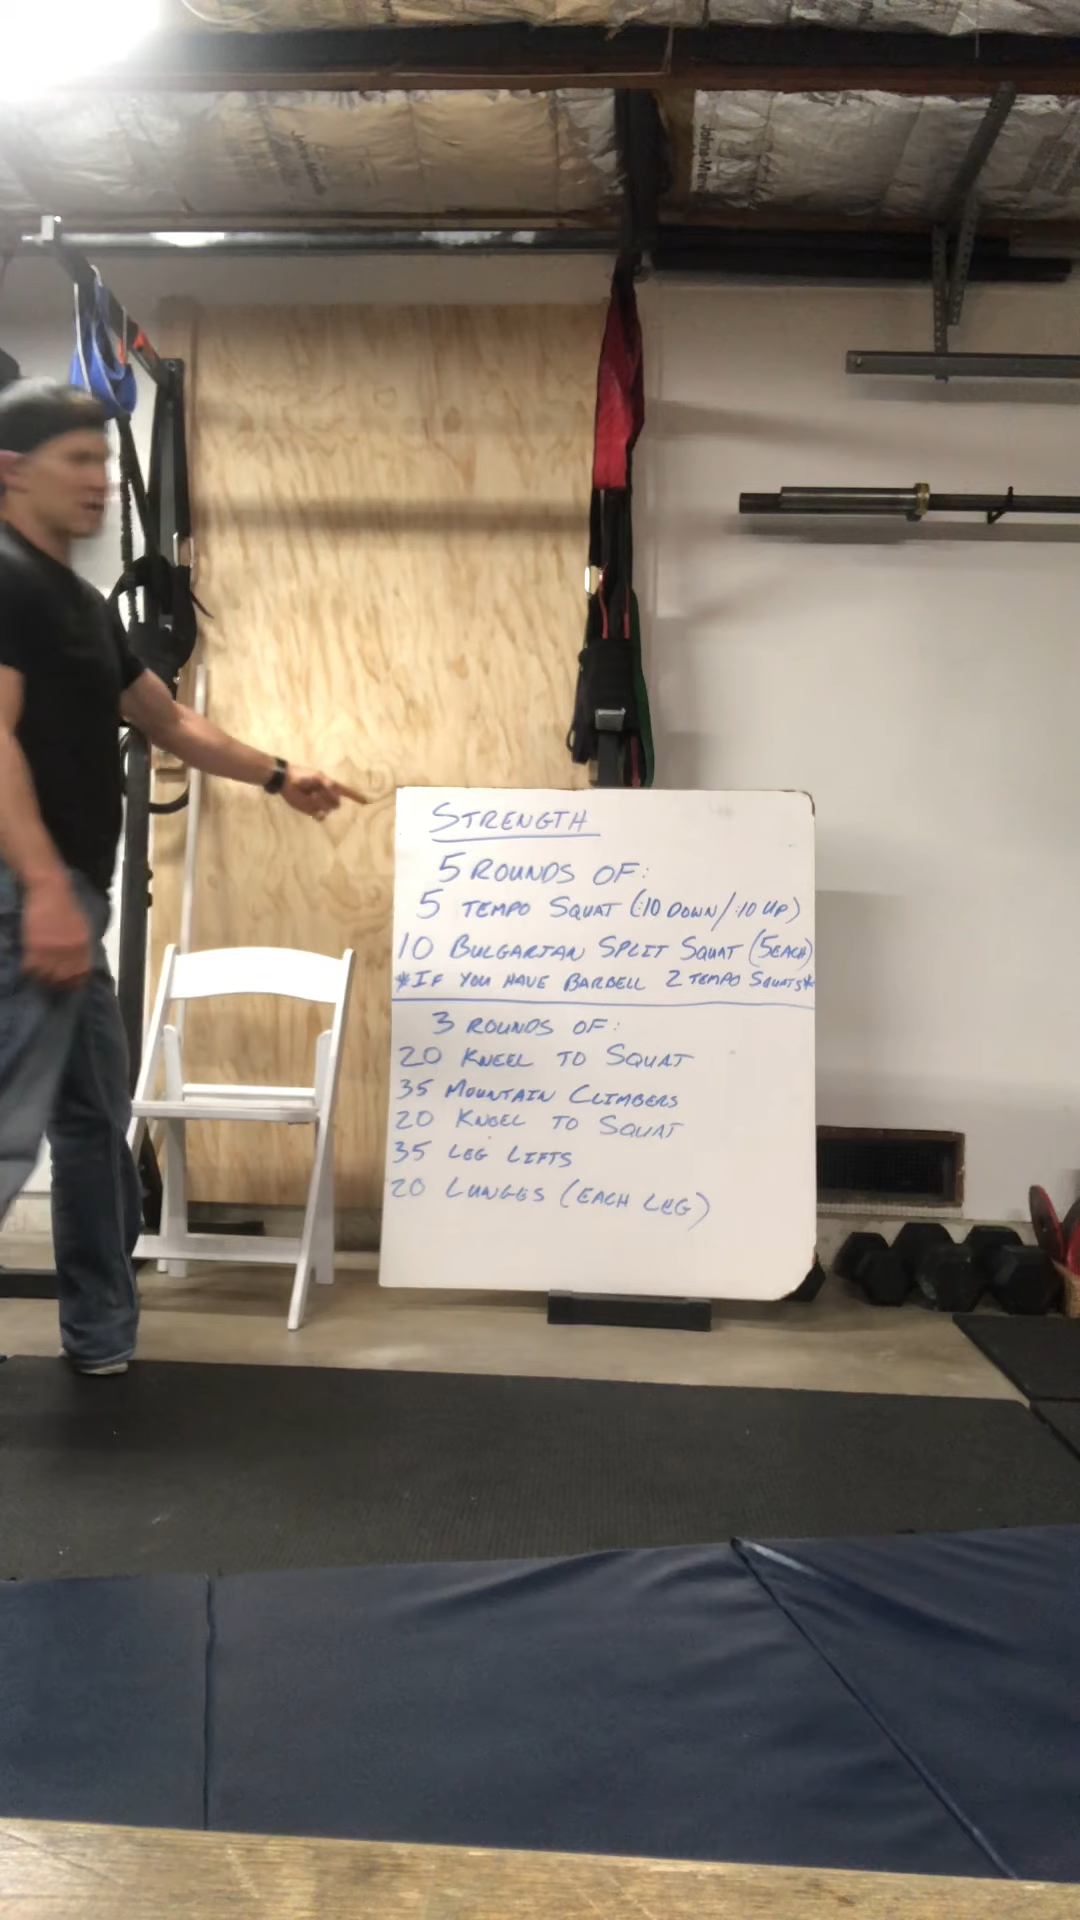 STRENGTH
5 ROUNDS OF:
5 TEMPO SQUAT (:10 DOWN/:10 UP)
10 BULGARIAN SPLIT SQUAT (5 EACH)
*IF YOU HAVE BARBELL 2 TEMPO SQUATS*
3 ROUNDS OF:
20 KNEEL TO SQUAT
35 MOUNTAIN CLIMBERS
20 KNEEL TO SQUAT
35 LEG LIFTS
20 LUNGES (EACH LEG)